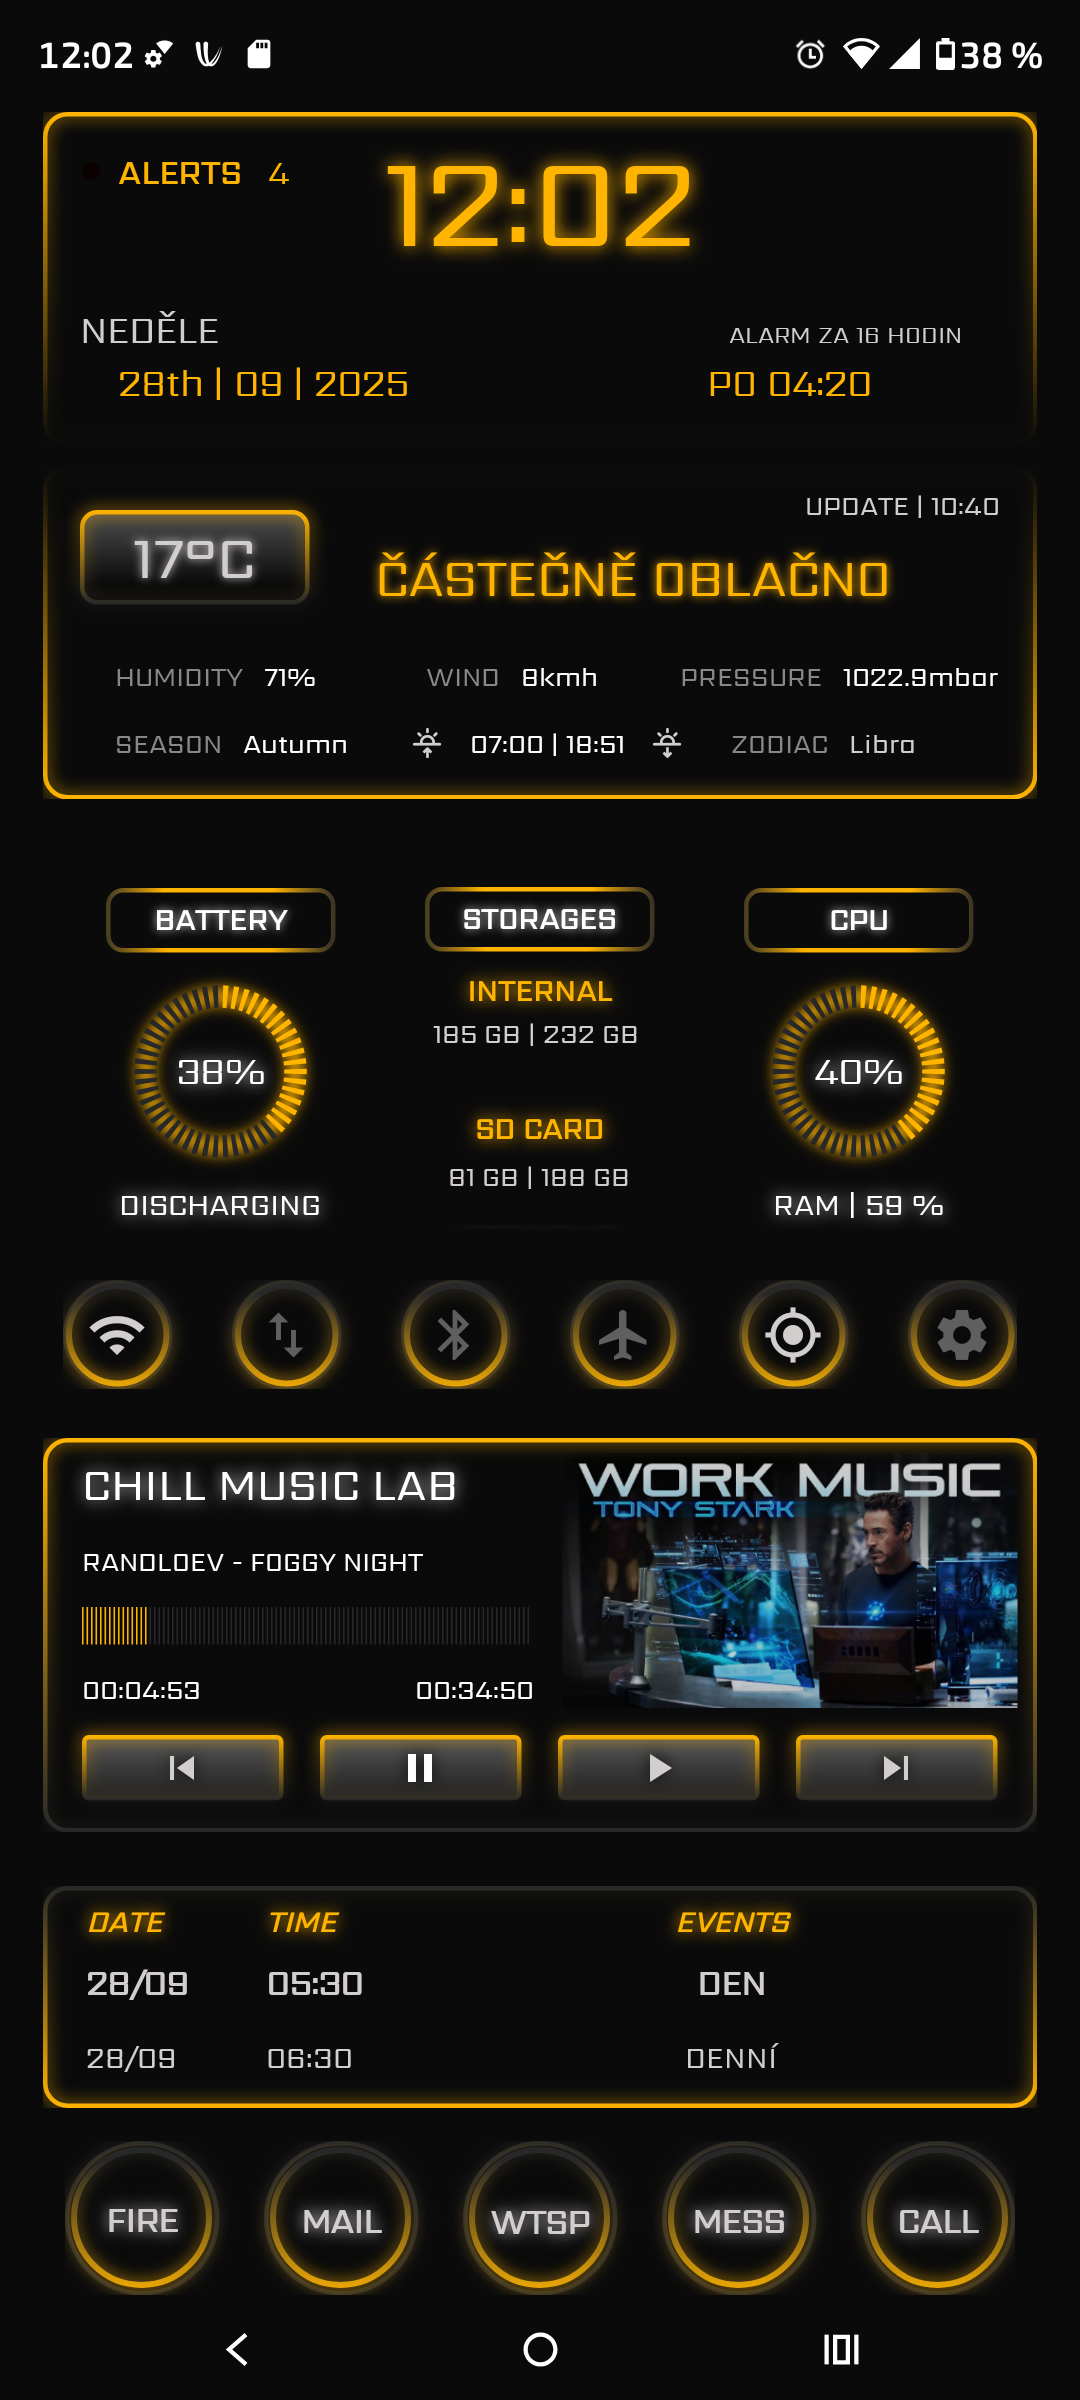 12:02
38 %
ALERTS 4
12:02
NEDĚLE
ALARM ZA 16 HODIN
28th | 09 | 2025
PO 04:20
UPDATE | 10:40
17°C
ČÁSTEČNĚ OBLAČNO
HUMIDITY 71% WIND 8kmh PRESSURE 1022.9mbar
SEASON Autumn 07:00 | 18:51 ZODIAC Libra
BATTERY STORAGES CPU
INTERNAL
185 GB | 232 GB
38%
40%
SD CARD
81 GB | 188 GB
DISCHARGING
RAM | 59 %
CHILL MUSIC LAB
WORK MUSIC
TONY STARK
RANDLOEV - FOGGY NIGHT
00:04:53 00:34:50
DATE TIME EVENTS
28/09 05:30 DEN
28/09 06:30 DENNÍ
FIRE MAIL WTSP MESS CALL